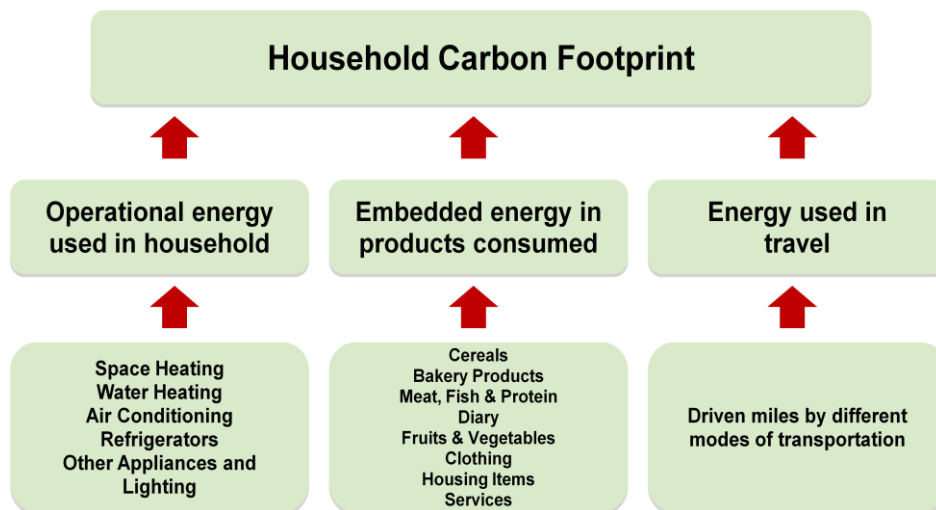 Household Carbon Footprint
Operational energy
used in household
Embedded energy in
products consumed
Energy used in
travel
Space Heating
Water Heating
Air Conditioning
Refrigerators
Other Appliances and
Lighting
Cereals
Bakery Products
Meat, Fish & Protein
Diary
Fruits & Vegetables
Clothing
Housing Items
Services
Driven miles by different
modes of transportation